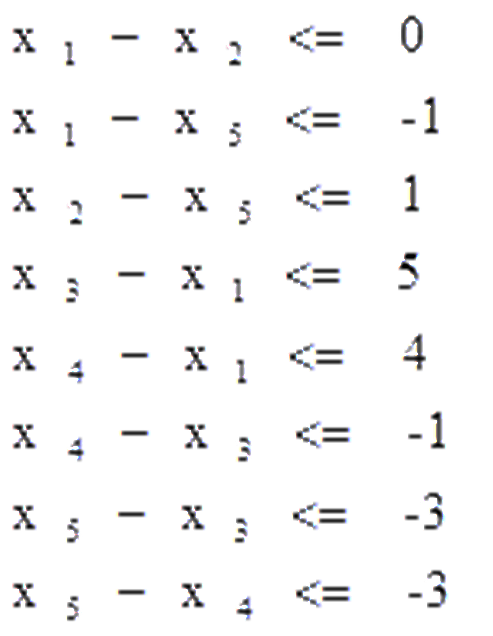 x 1 − x 2 <= 0
x 1 − x 5 <= -1
x 2 − x 5 <= 1
x 3 − x 1 <= 5
x 4 − x 1 <= 4
x 4 − x 3 <= -1
x 5 − x 3 <= -3
x 5 − x 4 <= -3